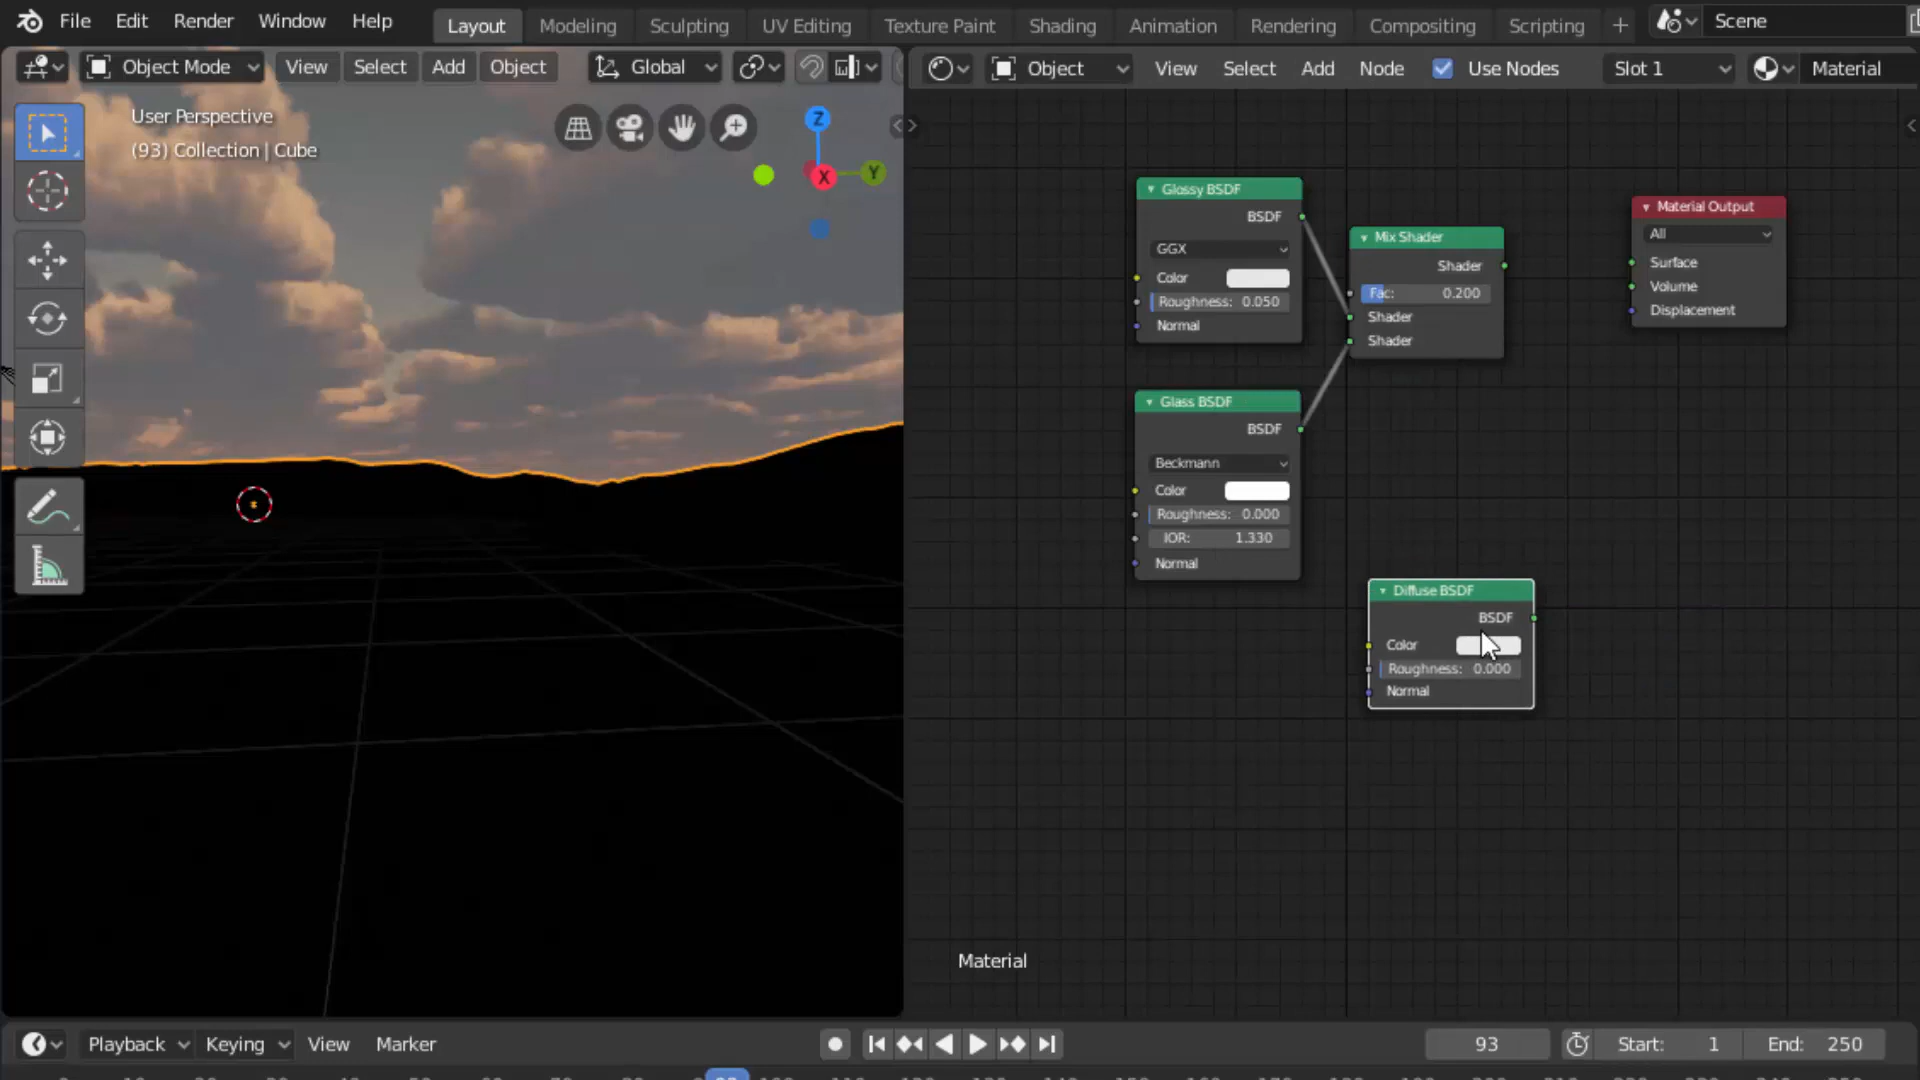 File Edit Render Window Help Layout Modeling Sculpting UV Editing Texture Paint Shading Animation Rendering Compositing Scripting + Scene
Object Mode View Select Add Object Global
Object View Select Add Node Use Nodes Slot 1 Material
User Perspective
(93) Collection | Cube
Z
X
Y
Glossy BSDF
BSDF
GGX
Color
Roughness: 0.050
Normal
Mix Shader
Shader
Fac: 0.200
Shader
Shader
Material Output
All
Surface
Volume
Displacement
Glass BSDF
BSDF
Beckmann
Color
Roughness: 0.000
IOR: 1.330
Normal
Diffuse BSDF
BSDF
Color
Roughness: 0.000
Normal
Material
Playback Keying View Marker 93 Start: 1 End: 250